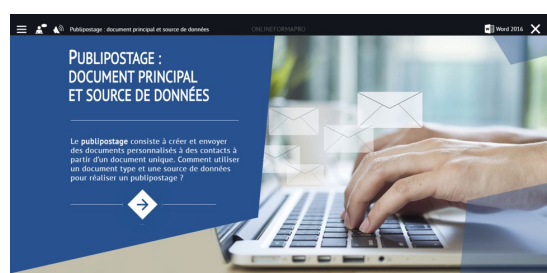 Publipostage : document principal et source de données
ONLINEFORMAPRO
Word 2016
PUBLIPOSTAGE :
DOCUMENT PRINCIPAL
ET SOURCE DE DONNÉES
Le publipostage consiste à créer et envoyer
des documents personnalisés à des contacts à
partir d'un document unique. Comment utiliser
un document type et une source de données
pour réaliser un publipostage ?